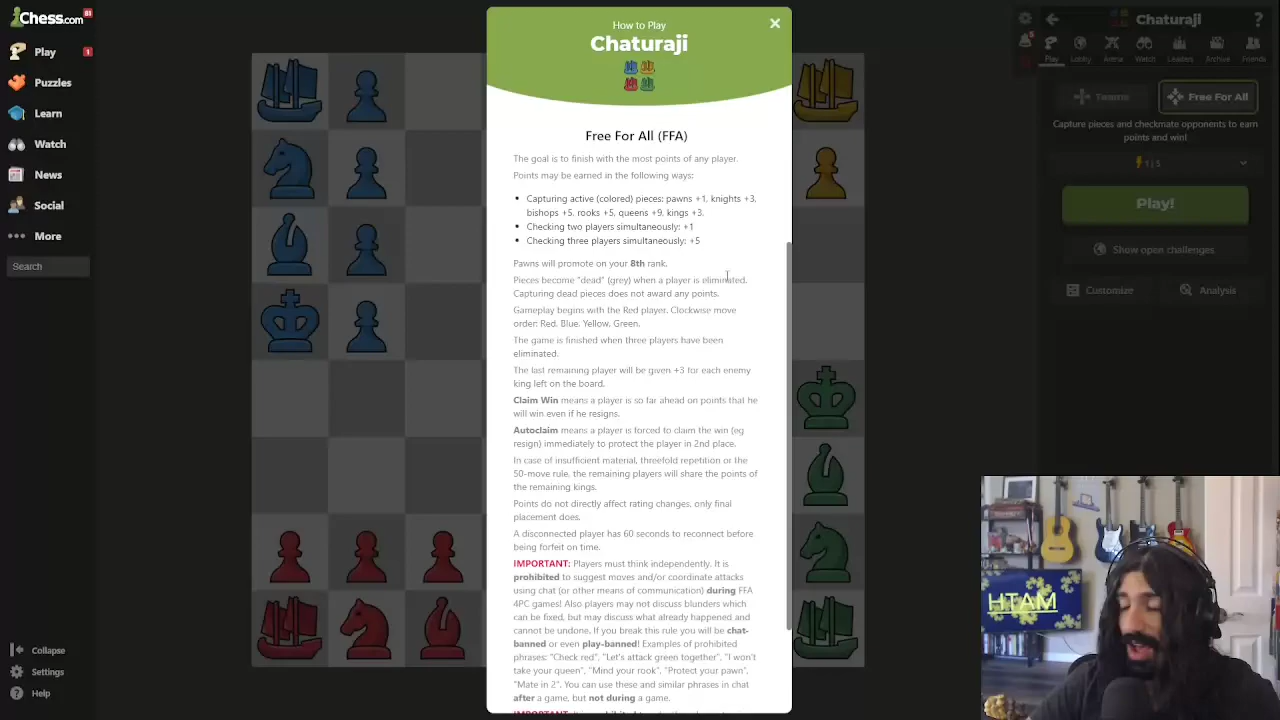 Chess
81
Play
1
Puzzles
Learn
Watch
News
Social
More
Search
Collapse
Settings
Help
How to Play
Chaturaji
Free For All (FFA)
The goal is to finish with the most points of any player.
Points may be earned in the following ways:
Capturing active (colored) pieces: pawns +1, knights +3,
bishops +5, rooks +5, queens +9, kings +3.
Checking two players simultaneously: +1
Checking three players simultaneously: +5
Pawns will promote on your 8th rank.
Pieces become "dead" (grey) when a player is eliminated.
Capturing dead pieces does not award any points.
Gameplay begins with the Red player. Clockwise move
order: Red, Blue, Yellow, Green.
The game is finished when three players have been
eliminated.
The last remaining player will be given +3 for each enemy
king left on the board.
Claim Win means a player is so far ahead on points that he
will win even if he resigns.
Autoclaim means a player is forced to claim the win (eg
resign) immediately to protect the player in 2nd place.
In case of insufficient material, threefold repetition or the
50-move rule, the remaining players will share the points of
the remaining kings.
Points do not directly affect rating changes, only final
placement does.
A disconnected player has 60 seconds to reconnect before
being forfeit on time.
IMPORTANT: Players must think independently. It is
prohibited to suggest moves and/or coordinate attacks
using chat (or other means of communication) during FFA
4PC games! Also players may not discuss blunders which
can be fixed, but may discuss what already happened and
cannot be undone. If you break this rule you will be chat-
banned or even play-banned! Examples of prohibited
phrases: "Check red", "Let's attack green together", "I won't
take your queen", "Mind your rook", "Protect your pawn",
"Mate in 2". You can use these and similar phrases in chat
after a game, but not during a game.
Chaturaji
?
5
Play
Lobby
Arena
Watch
Leaders
Archive
Friends
Teams
Free For All
Capture pieces and checkmate opponents to earn
points and win!
1 | 5
Play!
Show open challenges
Customize
Analysis
HTAM